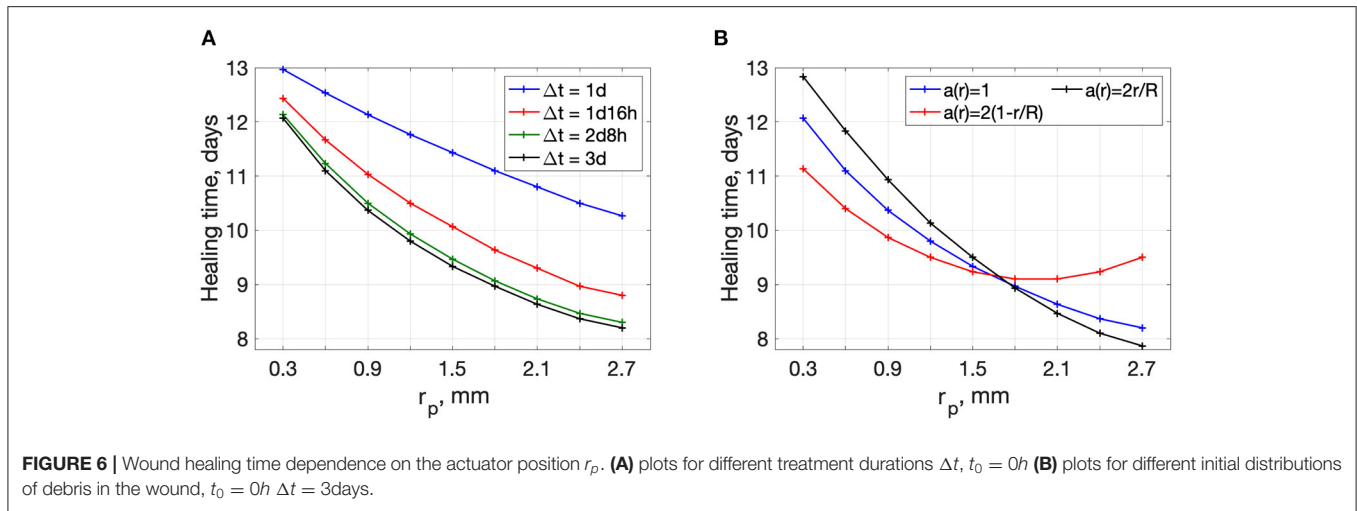 A
13
12
11
10
9
8
Healing time, days
0.3 0.9 1.5 2.1 2.7
r_p, mm
Δt = 1d
Δt = 1d16h
Δt = 2d8h
Δt = 3d
B
13
12
11
10
9
8
Healing time, days
0.3 0.9 1.5 2.1 2.7
r_p, mm
a(r)=1 a(r)=2r/R
a(r)=2(1-r/R)
FIGURE 6 | Wound healing time dependence on the actuator position r_p. (A) plots for different treatment durations Δt, t_0 = 0h (B) plots for different initial distributions
of debris in the wound, t_0 = 0h Δt = 3days.